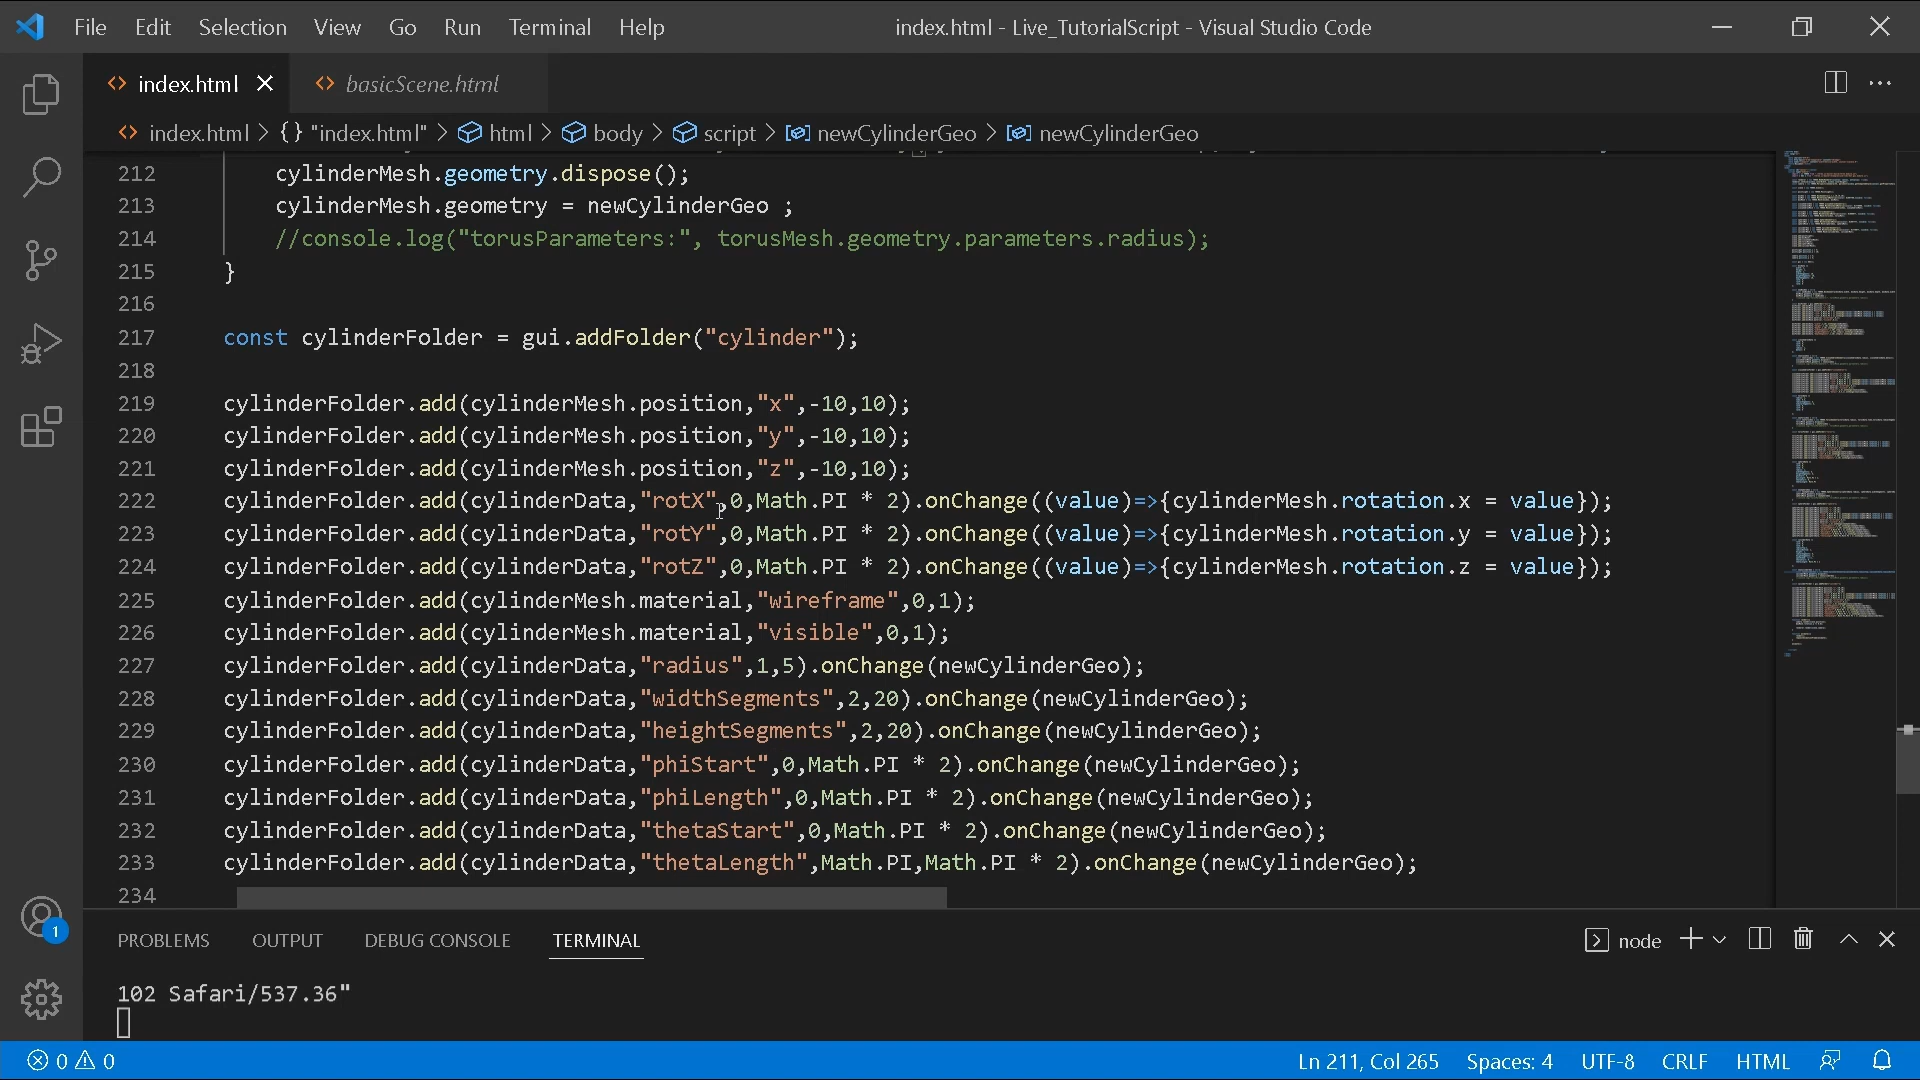 File Edit Selection View Go Run Terminal Help index.html - Live_TutorialScript - Visual Studio Code
index.html basicScene.html
index.html > {} "index.html" > html > body > script > newCylinderGeo > newCylinderGeo
212 cylinderMesh.geometry.dispose();
213 cylinderMesh.geometry = newCylinderGeo ;
214 //console.log("torusParameters:", torusMesh.geometry.parameters.radius);
215 }
216
217 const cylinderFolder = gui.addFolder("cylinder");
218
219 cylinderFolder.add(cylinderMesh.position,"x",-10,10);
220 cylinderFolder.add(cylinderMesh.position,"y",-10,10);
221 cylinderFolder.add(cylinderMesh.position,"z",-10,10);
222 cylinderFolder.add(cylinderData,"rotX",0,Math.PI * 2).onChange((value)=>{cylinderMesh.rotation.x = value});
223 cylinderFolder.add(cylinderData,"rotY",0,Math.PI * 2).onChange((value)=>{cylinderMesh.rotation.y = value});
224 cylinderFolder.add(cylinderData,"rotZ",0,Math.PI * 2).onChange((value)=>{cylinderMesh.rotation.z = value});
225 cylinderFolder.add(cylinderMesh.material,"wireframe",0,1);
226 cylinderFolder.add(cylinderMesh.material,"visible",0,1);
227 cylinderFolder.add(cylinderData,"radius",1,5).onChange(newCylinderGeo);
228 cylinderFolder.add(cylinderData,"widthSegments",2,20).onChange(newCylinderGeo);
229 cylinderFolder.add(cylinderData,"heightSegments",2,20).onChange(newCylinderGeo);
230 cylinderFolder.add(cylinderData,"phiStart",0,Math.PI * 2).onChange(newCylinderGeo);
231 cylinderFolder.add(cylinderData,"phiLength",0,Math.PI * 2).onChange(newCylinderGeo);
232 cylinderFolder.add(cylinderData,"thetaStart",0,Math.PI * 2).onChange(newCylinderGeo);
233 cylinderFolder.add(cylinderData,"thetaLength",Math.PI,Math.PI * 2).onChange(newCylinderGeo);
234
PROBLEMS OUTPUT DEBUG CONSOLE TERMINAL node
1
102 Safari/537.36"
0 0 Ln 211, Col 265 Spaces: 4 UTF-8 CRLF HTML